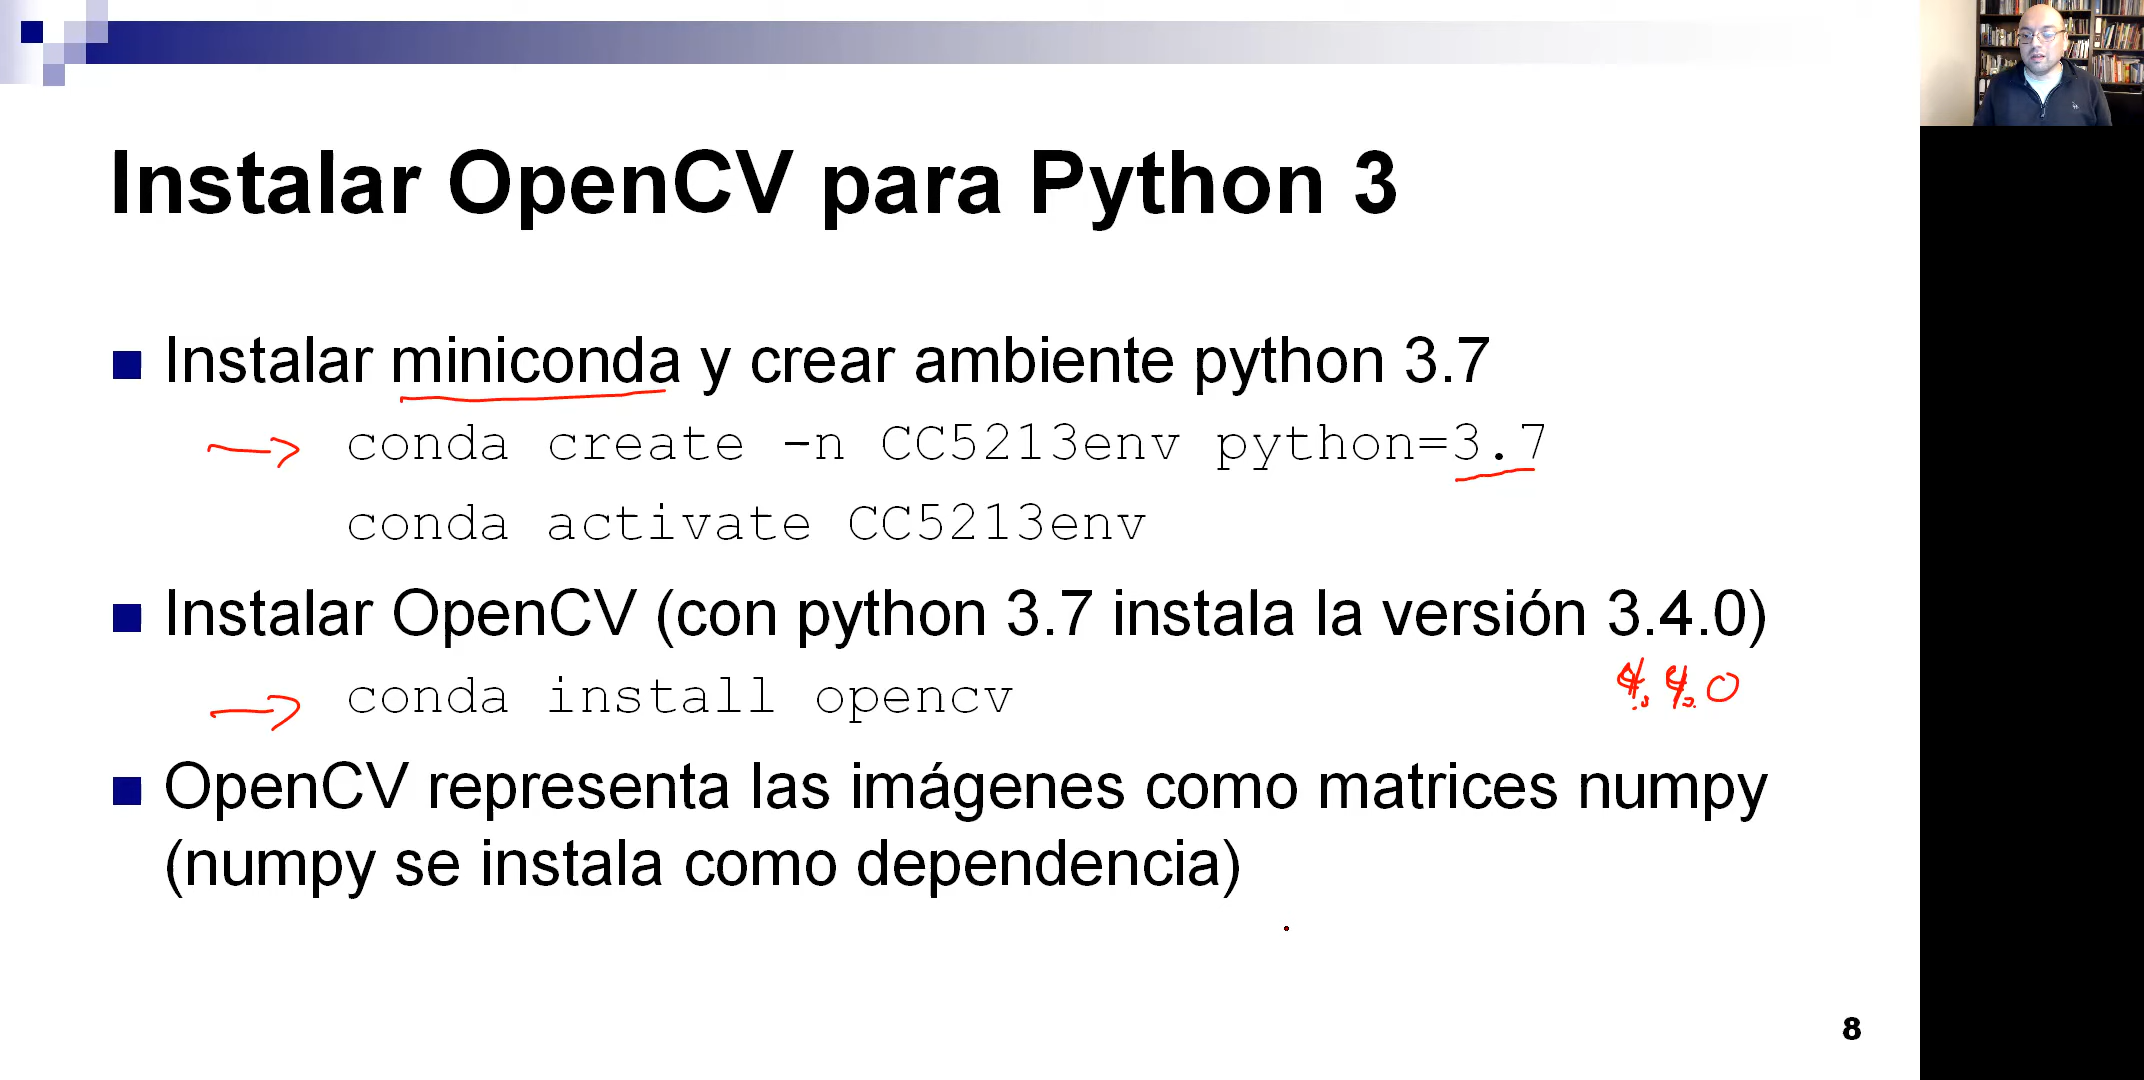 Instalar OpenCV para Python 3
Instalar miniconda y crear ambiente python 3.7
conda create -n CC5213env python=3.7
conda activate CC5213env
Instalar OpenCV (con python 3.7 instala la versión 3.4.0)
4.4.0
conda install opencv
OpenCV representa las imágenes como matrices numpy
(numpy se instala como dependencia)
8